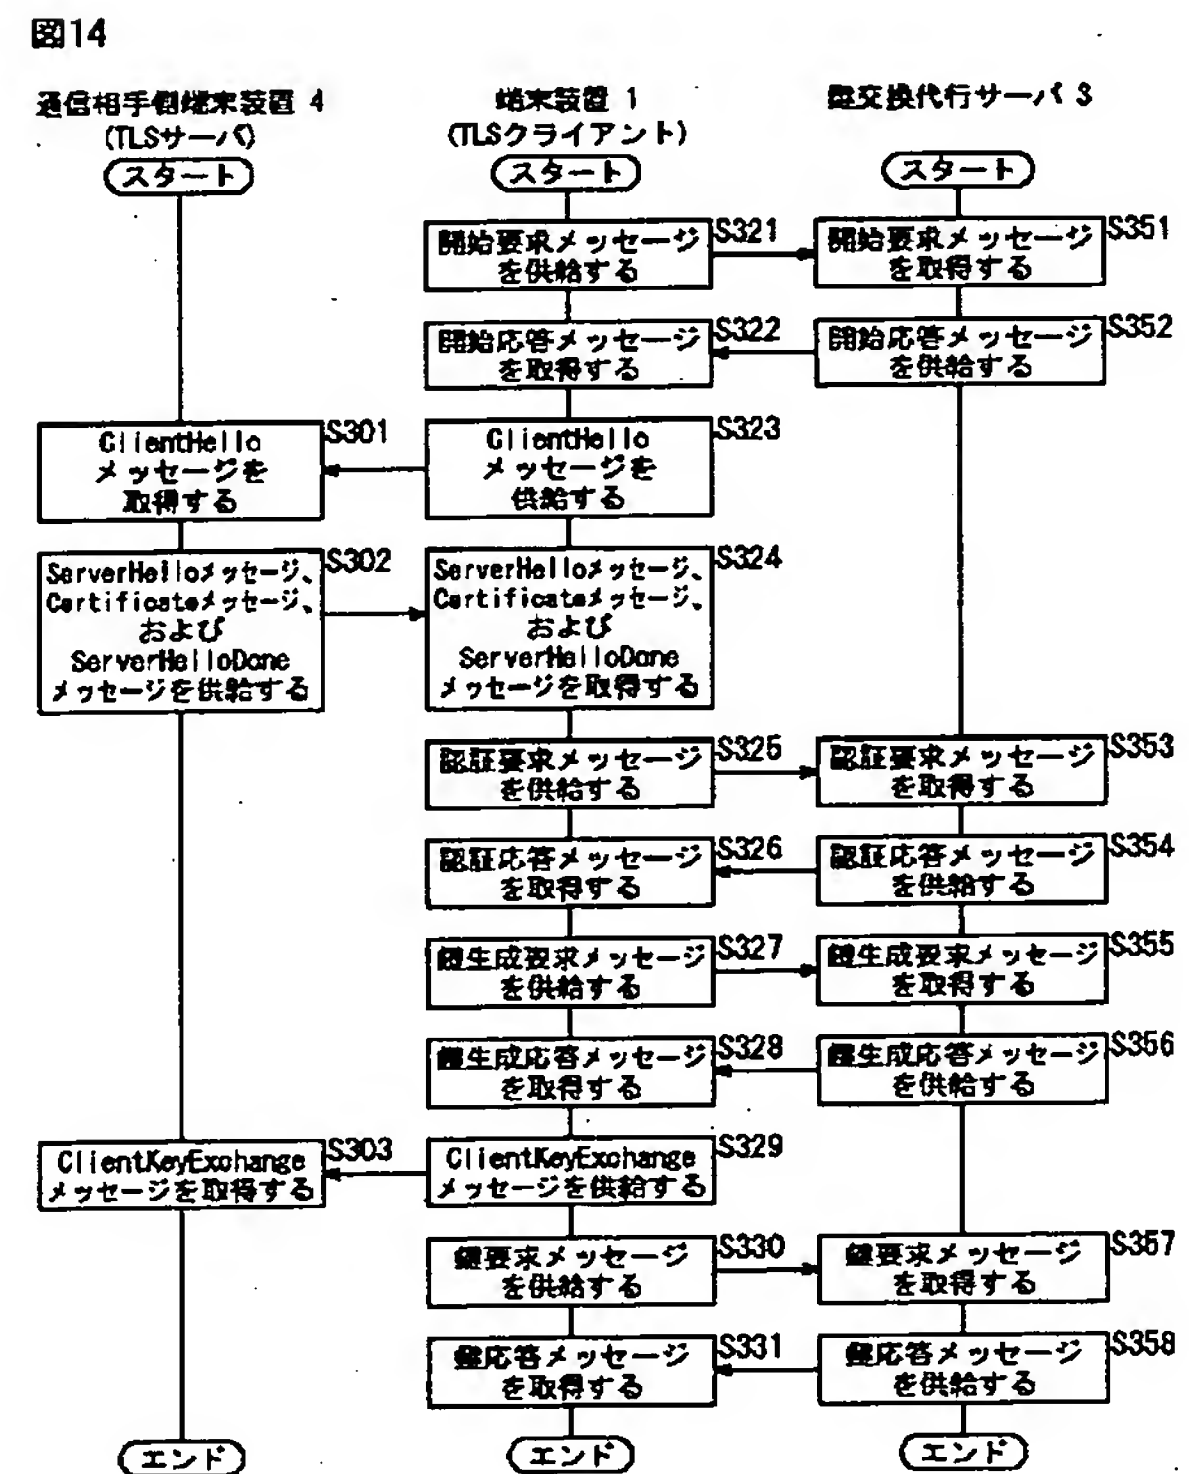 図14
通信相手側端末装置 4
(TLSサーバ)
スタート
端末装置 1
(TLSクライアント)
スタート
鍵交換代行サーバ 3
スタート
開始要求メッセージ
を供給する
S321
開始要求メッセージ
を取得する
S351
開始応答メッセージ
を取得する
S322
開始応答メッセージ
を供給する
S352
ClientHello
メッセージを
取得する
S301
ClientHello
メッセージを
供給する
S323
ServerHelloメッセージ、
Certificateメッセージ、
および
ServerHelloDone
メッセージを供給する
S302
ServerHelloメッセージ、
Certificateメッセージ、
および
ServerHelloDone
メッセージを取得する
S324
認証要求メッセージ
を供給する
S325
認証要求メッセージ
を取得する
S353
認証応答メッセージ
を取得する
S326
認証応答メッセージ
を供給する
S354
鍵生成要求メッセージ
を供給する
S327
鍵生成要求メッセージ
を取得する
S355
鍵生成応答メッセージ
を取得する
S328
鍵生成応答メッセージ
を供給する
S356
ClientKeyExchange
メッセージを取得する
S303
ClientKeyExchange
メッセージを供給する
S329
鍵要求メッセージ
を供給する
S330
鍵要求メッセージ
を取得する
S357
鍵応答メッセージ
を取得する
S331
鍵応答メッセージ
を供給する
S358
エンド
エンド
エンド